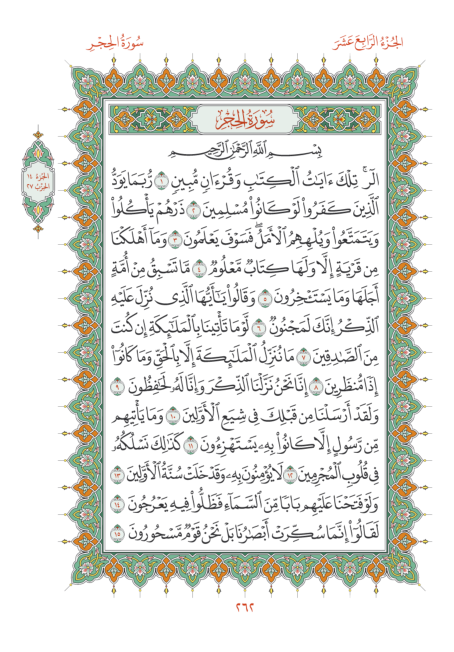 الجُزْءُ الرَّابِعَ عَشَرَ
سُورَةُ الحِجْرِ
سُورَةُ الحِجْرِ
الجُزْءُ ١٤
الحِزْبُ ٢٧
بِسْمِ ٱللَّهِ ٱلرَّحْمَٰنِ ٱلرَّحِيمِ
الٓر ۚ تِلْكَ ءَايَٰتُ ٱلْكِتَٰبِ وَقُرْءَانٍ مُّبِينٍ ١ رُّبَمَا يَوَدُّ
ٱلَّذِينَ كَفَرُوا۟ لَوْ كَانُوا۟ مُسْلِمِينَ ٢ ذَرْهُمْ يَأْكُلُوا۟
وَيَتَمَتَّعُوا۟ وَيُلْهِهِمُ ٱلْأَمَلُ ۖ فَسَوْفَ يَعْلَمُونَ ٣ وَمَآ أَهْلَكْنَا
مِن قَرْيَةٍ إِلَّا وَلَهَا كِتَابٌ مَّعْلُومٌ ٤ مَّا تَسْبِقُ مِنْ أُمَّةٍ
أَجَلَهَا وَمَا يَسْتَـْٔخِرُونَ ٥ وَقَالُوا۟ يَٰٓأَيُّهَا ٱلَّذِى نُزِّلَ عَلَيْهِ
ٱلذِّكْرُ إِنَّكَ لَمَجْنُونٌ ٦ لَّوْ مَا تَأْتِينَا بِٱلْمَلَٰٓئِكَةِ إِن كُنتَ
مِنَ ٱلصَّٰدِقِينَ ٧ مَا نُنَزِّلُ ٱلْمَلَٰٓئِكَةَ إِلَّا بِٱلْحَقِّ وَمَا كَانُوٓا۟
إِذًا مُّنظَرِينَ ٨ إِنَّا نَحْنُ نَزَّلْنَا ٱلذِّكْرَ وَإِنَّا لَهُۥ لَحَٰفِظُونَ ٩
وَلَقَدْ أَرْسَلْنَا مِن قَبْلِكَ فِى شِيَعِ ٱلْأَوَّلِينَ ١٠ وَمَا يَأْتِيهِم
مِّن رَّسُولٍ إِلَّا كَانُوا۟ بِهِۦ يَسْتَهْزِءُونَ ١١ كَذَٰلِكَ نَسْلُكُهُۥ
فِى قُلُوبِ ٱلْمُجْرِمِينَ ١٢ لَا يُؤْمِنُونَ بِهِۦ وَقَدْ خَلَتْ سُنَّةُ ٱلْأَوَّلِينَ ١٣
وَلَوْ فَتَحْنَا عَلَيْهِم بَابًا مِّنَ ٱلسَّمَآءِ فَظَلُّوا۟ فِيهِ يَعْرُجُونَ ١٤
لَقَالُوٓا۟ إِنَّمَا سُكِّرَتْ أَبْصَٰرُنَا بَلْ نَحْنُ قَوْمٌ مَّسْحُورُونَ ١٥
٢٦٢